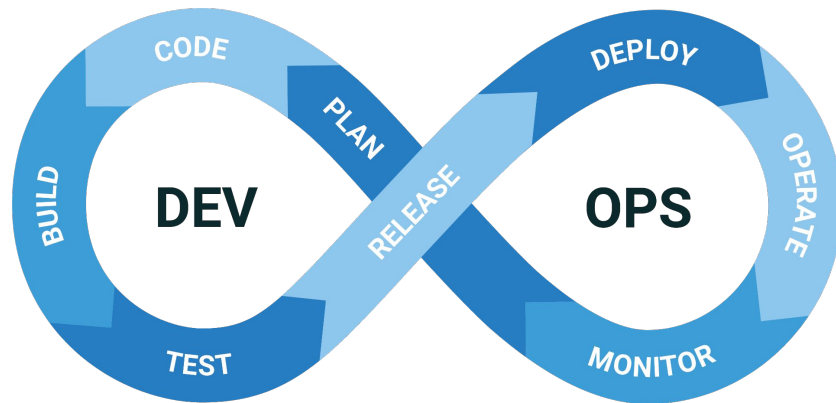 CODE
DEPLOY
PLAN
BUILD
DEV
RELEASE
OPS
OPERATE
TEST
MONITOR